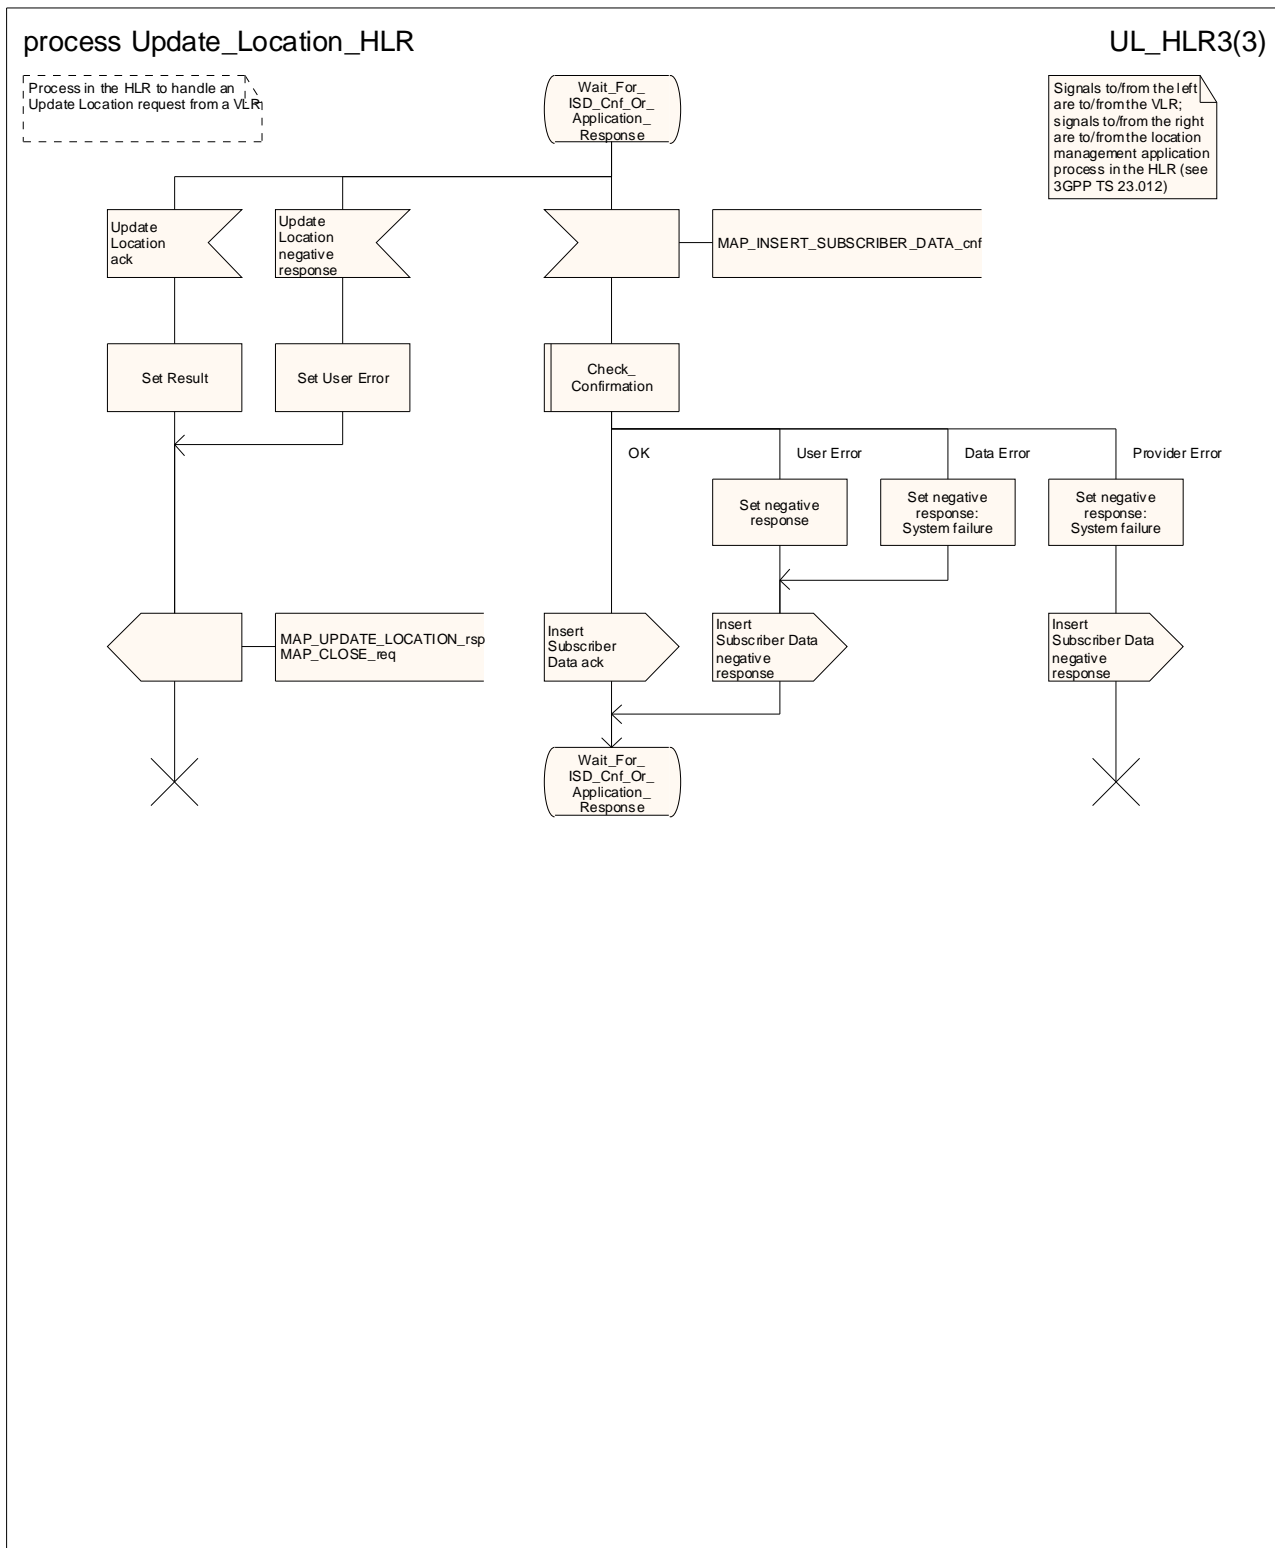 process Update_Location_HLR
UL_HLR3(3)
Process in the HLR to handle an
Update Location request from a VLR
Wait_For_
ISD_Cnf_Or_
Application_
Response
Signals to/from the left
are to/from the VLR;
signals to/from the right
are to/from the location
management application
process in the HLR (see
3GPP TS 23.012)
Update
Location
ack
Update
Location
negative
response
MAP_INSERT_SUBSCRIBER_DATA_cnf
Set Result
Set User Error
Check_
Confirmation
OK
User Error
Data Error
Provider Error
Set negative
response
Set negative
response:
System failure
Set negative
response:
System failure
MAP_UPDATE_LOCATION_rsp
MAP_CLOSE_req
Insert
Subscriber
Data ack
Insert
Subscriber Data
negative
response
Insert
Subscriber Data
negative
response
Wait_For_
ISD_Cnf_Or_
Application_
Response